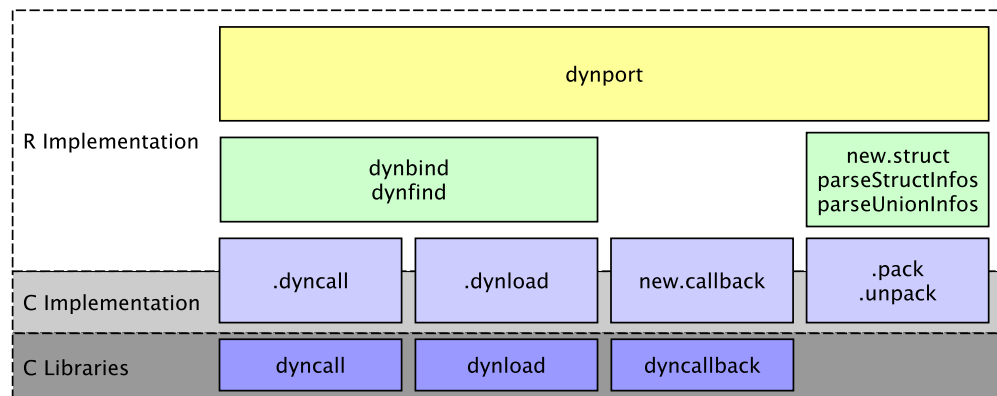 dynport
R Implementation
dynbind
dynfind
new.struct
parseStructInfos
parseUnionInfos
.dyncall
.dynload
new.callback
.pack
.unpack
C Implementation
C Libraries
dyncall
dynload
dyncallback